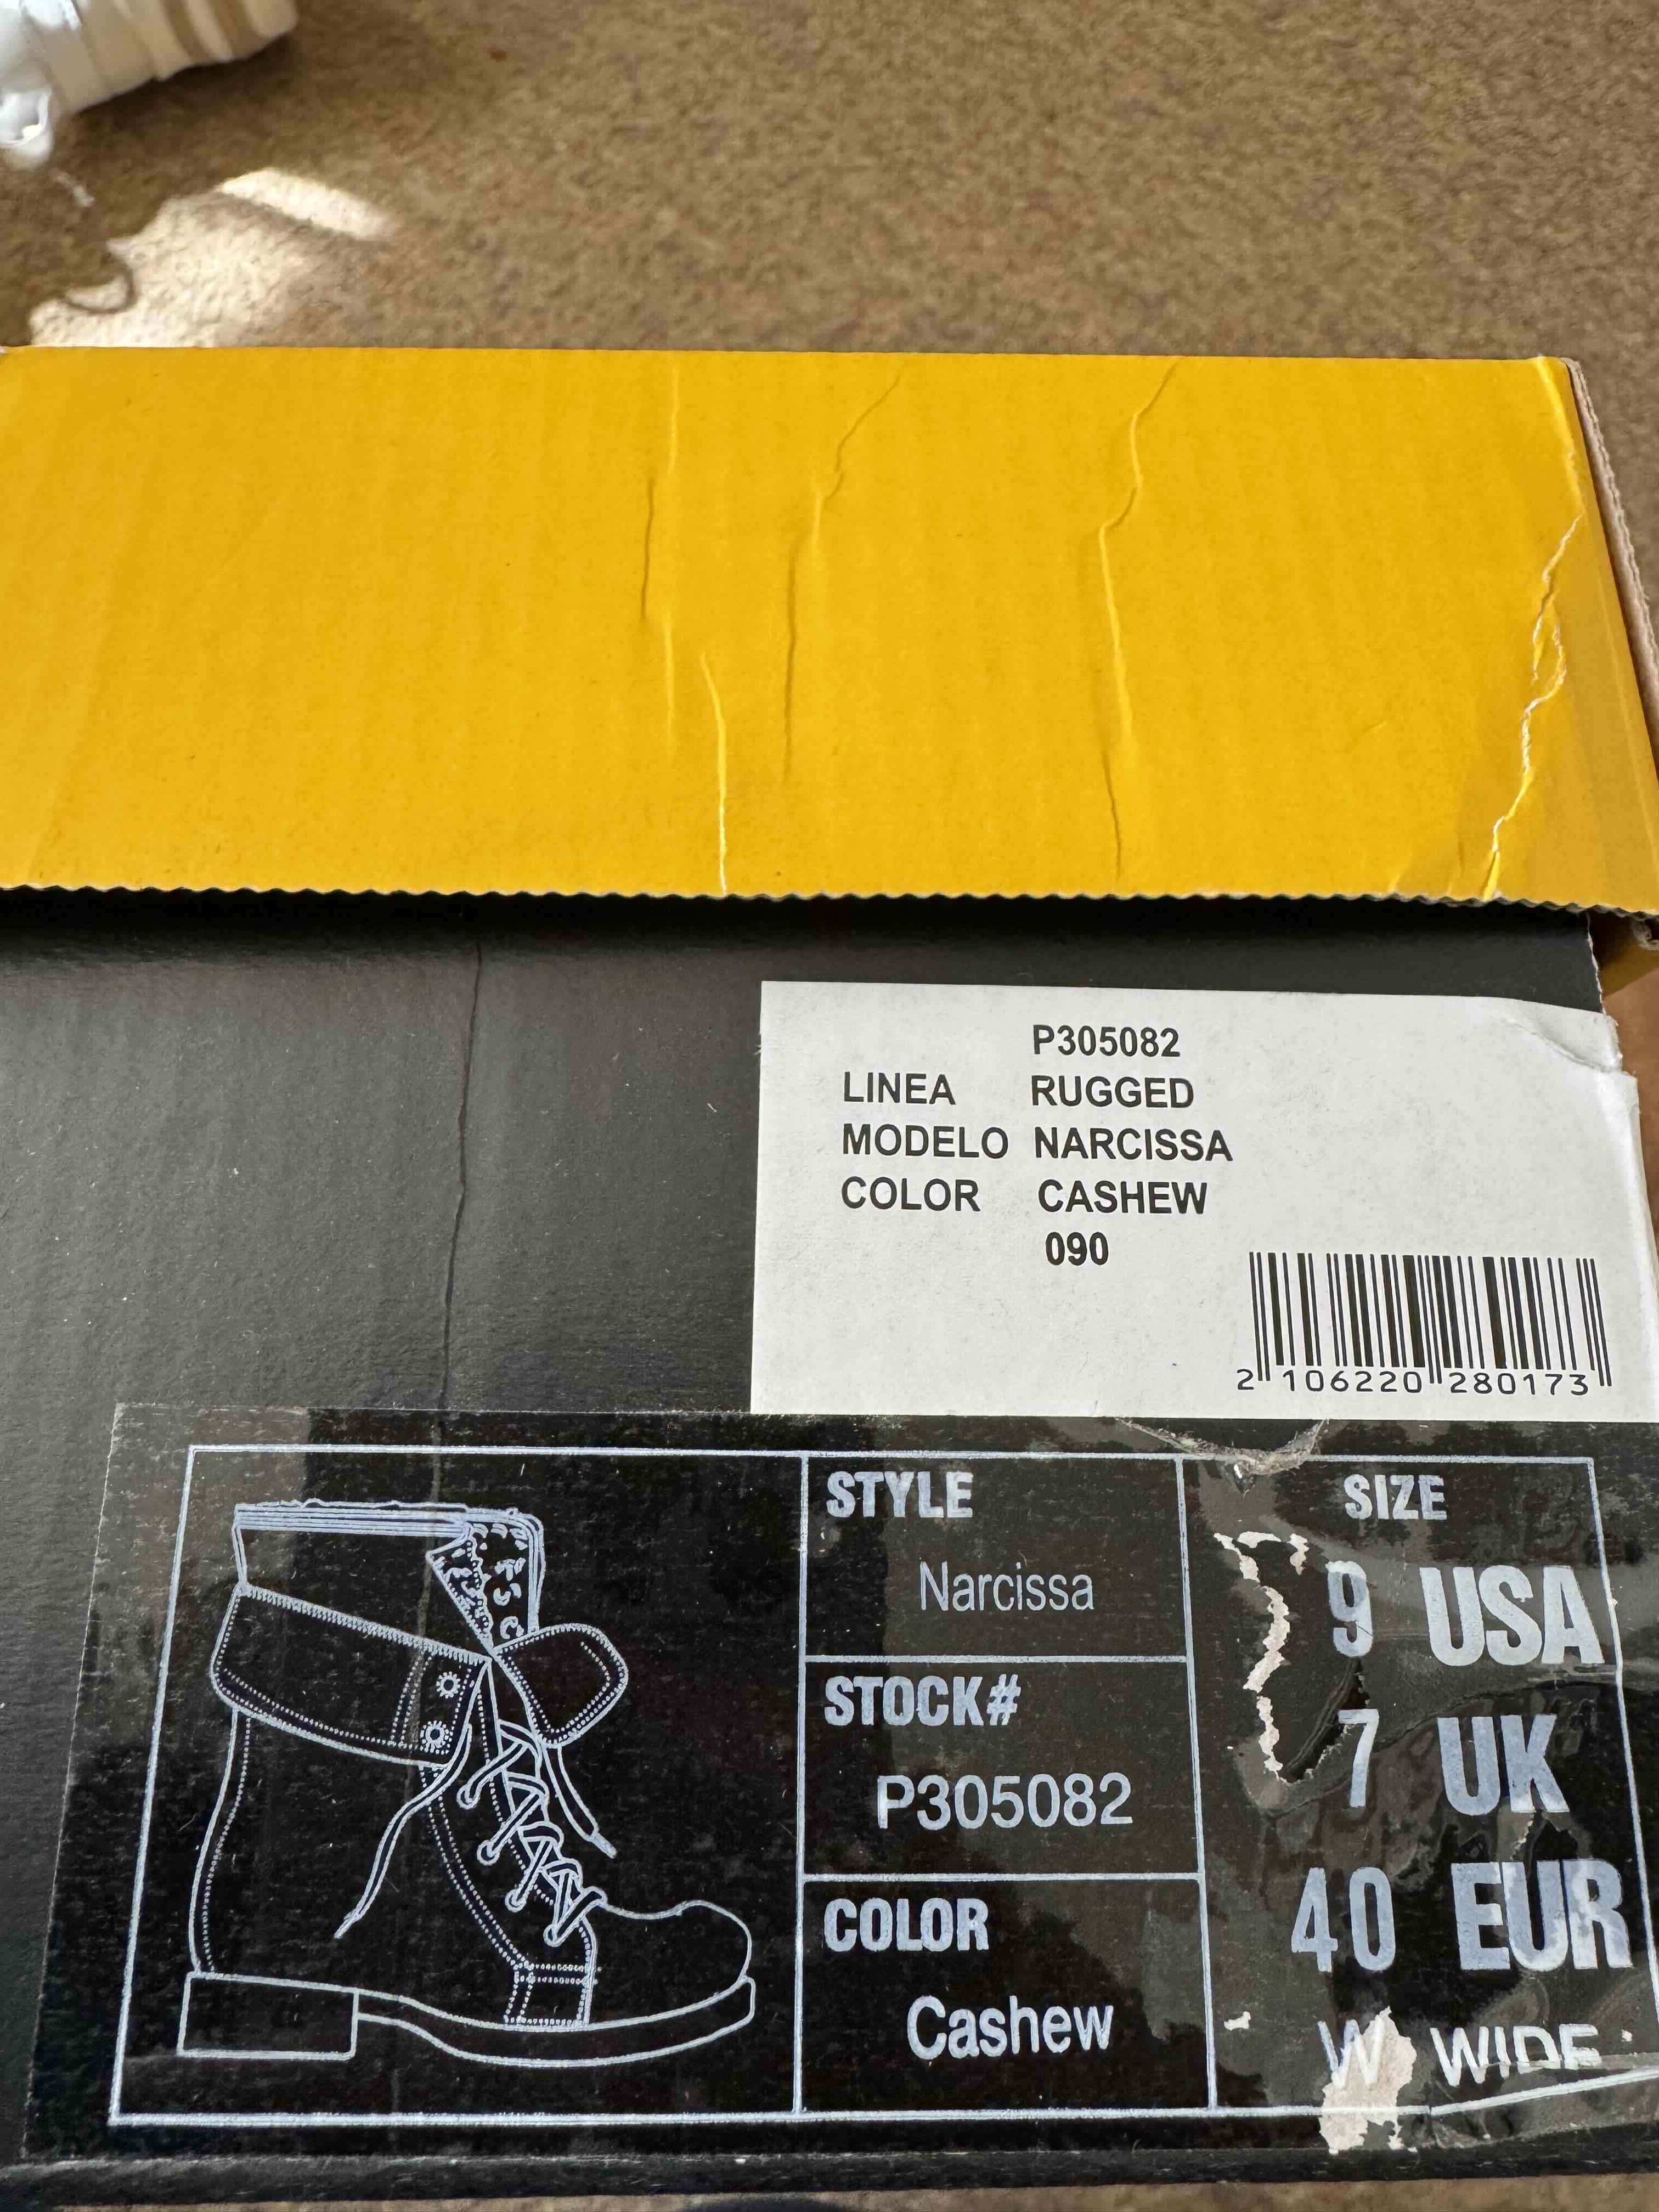 P305082
LINEA RUGGED
MODELO NARCISSA
COLOR CASHEW
090
2 106220 280173
STYLE
Narcissa
STOCK#
P305082
COLOR
Cashew
SIZE
9 USA
7 UK
40 EUR
W WIDE